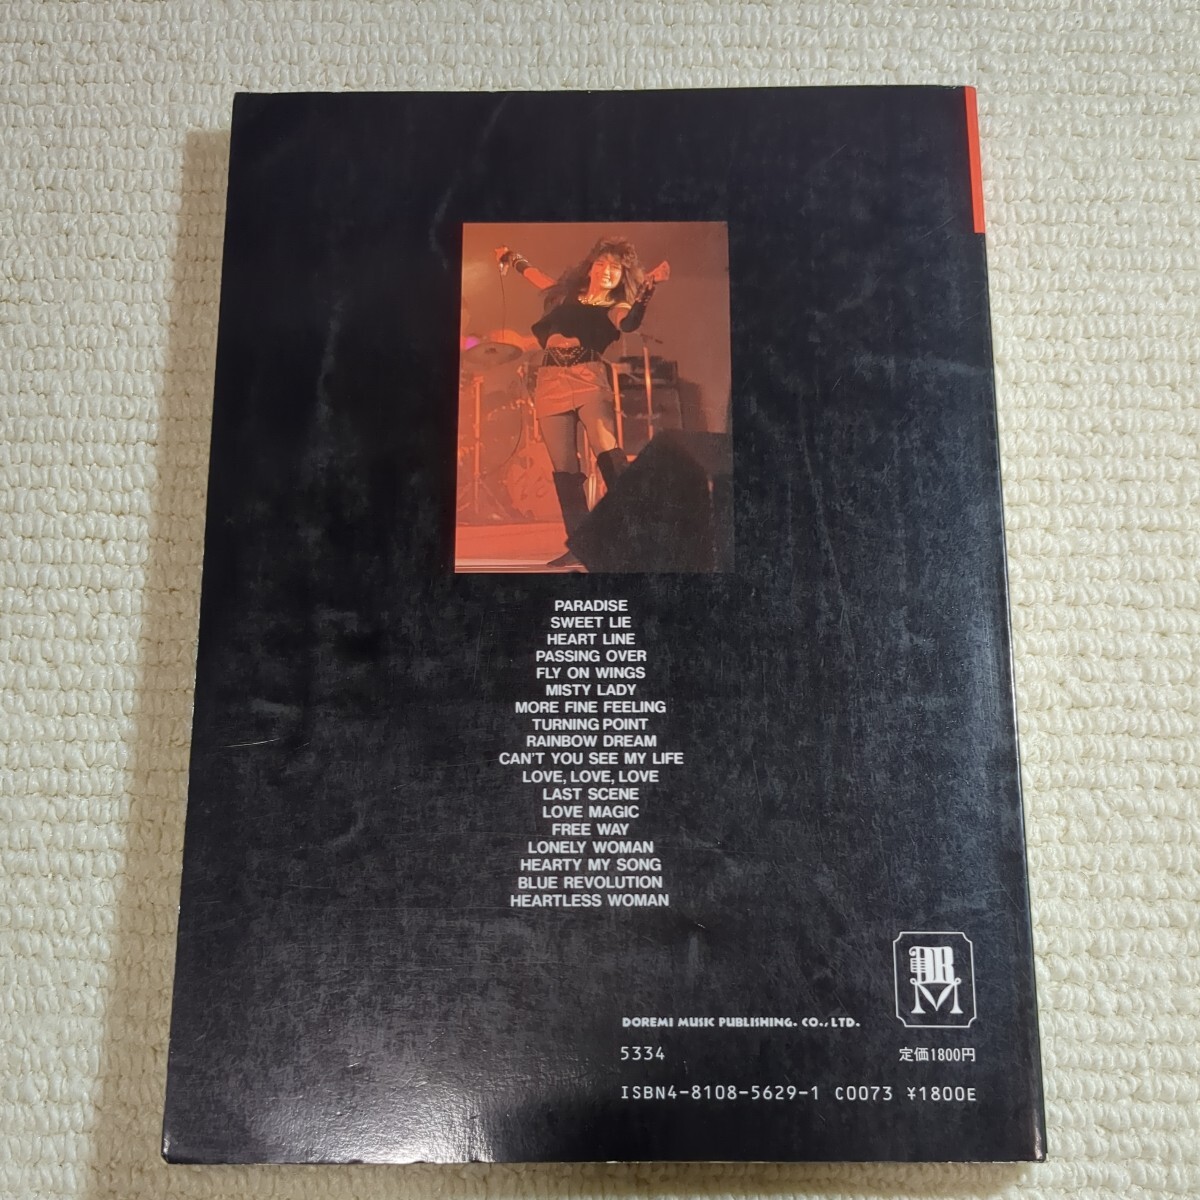 PARADISE
SWEET LIE
HEART LINE
PASSING OVER
FLY ON WINGS
MISTY LADY
MORE FINE FEELING
TURNING POINT
RAINBOW DREAM
CAN'T YOU SEE MY LIFE
LOVE, LOVE, LOVE
LAST SCENE
LOVE MAGIC
FREE WAY
LONELY WOMAN
HEARTY MY SONG
BLUE REVOLUTION
HEARTLESS WOMAN
DRM
DOREMI MUSIC PUBLISHING. CO., LTD.
5334 定価1800円
ISBN4-8108-5629-1 C0073 ¥1800E